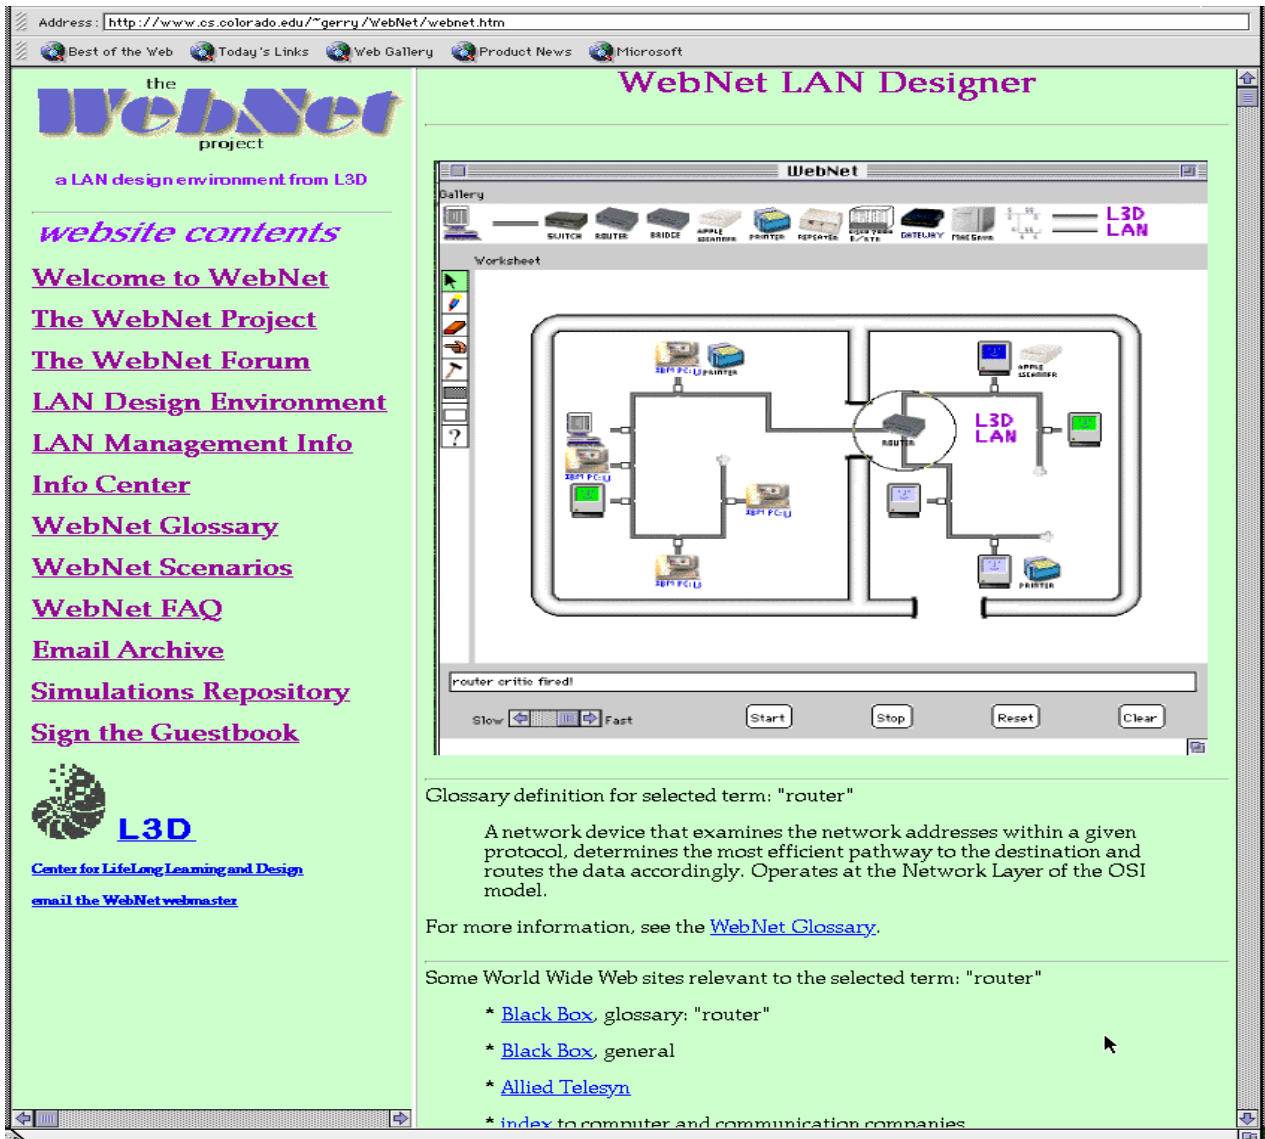 Address: http://www.cs.colorado.edu/~gerry/WebNet/webnet.htm
Best of the Web Today's Links Web Gallery Product News Microsoft
the
WebNet
project
a LAN design environment from L3D
website contents
Welcome to WebNet
The WebNet Project
The WebNet Forum
LAN Design Environment
LAN Management Info
Info Center
WebNet Glossary
WebNet Scenarios
WebNet FAQ
Email Archive
Simulations Repository
Sign the Guestbook
L3D
Center for LifeLong Learning and Design
email the WebNet webmaster
WebNet LAN Designer
WebNet
Gallery
SWITCH ROUTER BRIDGE APPLE SCANNER PRINTER REPEATER GATEWAY L3D LAN
Worksheet
IBM PC PRINTER
APPLE SCANNER
ROUTER
L3D
LAN
IBM PC
IBM PC
IBM PC
PRINTER
?
router critic fired!
Slow Fast Start Stop Reset Clear
Glossary definition for selected term: "router"
A network device that examines the network addresses within a given
protocol, determines the most efficient pathway to the destination and
routes the data accordingly. Operates at the Network Layer of the OSI
model.
For more information, see the WebNet Glossary.
Some World Wide Web sites relevant to the selected term: "router"
* Black Box, glossary: "router"
* Black Box, general
* Allied Telesyn
* index to computer and communication companies